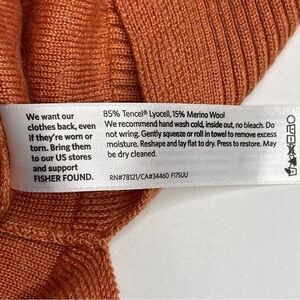 We want our
clothes back, even
if they're worn or
torn. Bring them
to our US stores
and support
FISHER FOUND.
85% Tencel® Lyocell, 15% Merino Wool
We recommend hand wash cold, inside out, no bleach. Do
not wring. Gently squeeze or roll in towel to remove excess
moisture. Reshape and lay flat to dry. Press to restore. May
be dry cleaned.
RN#78121/CA#34460 F17SUU